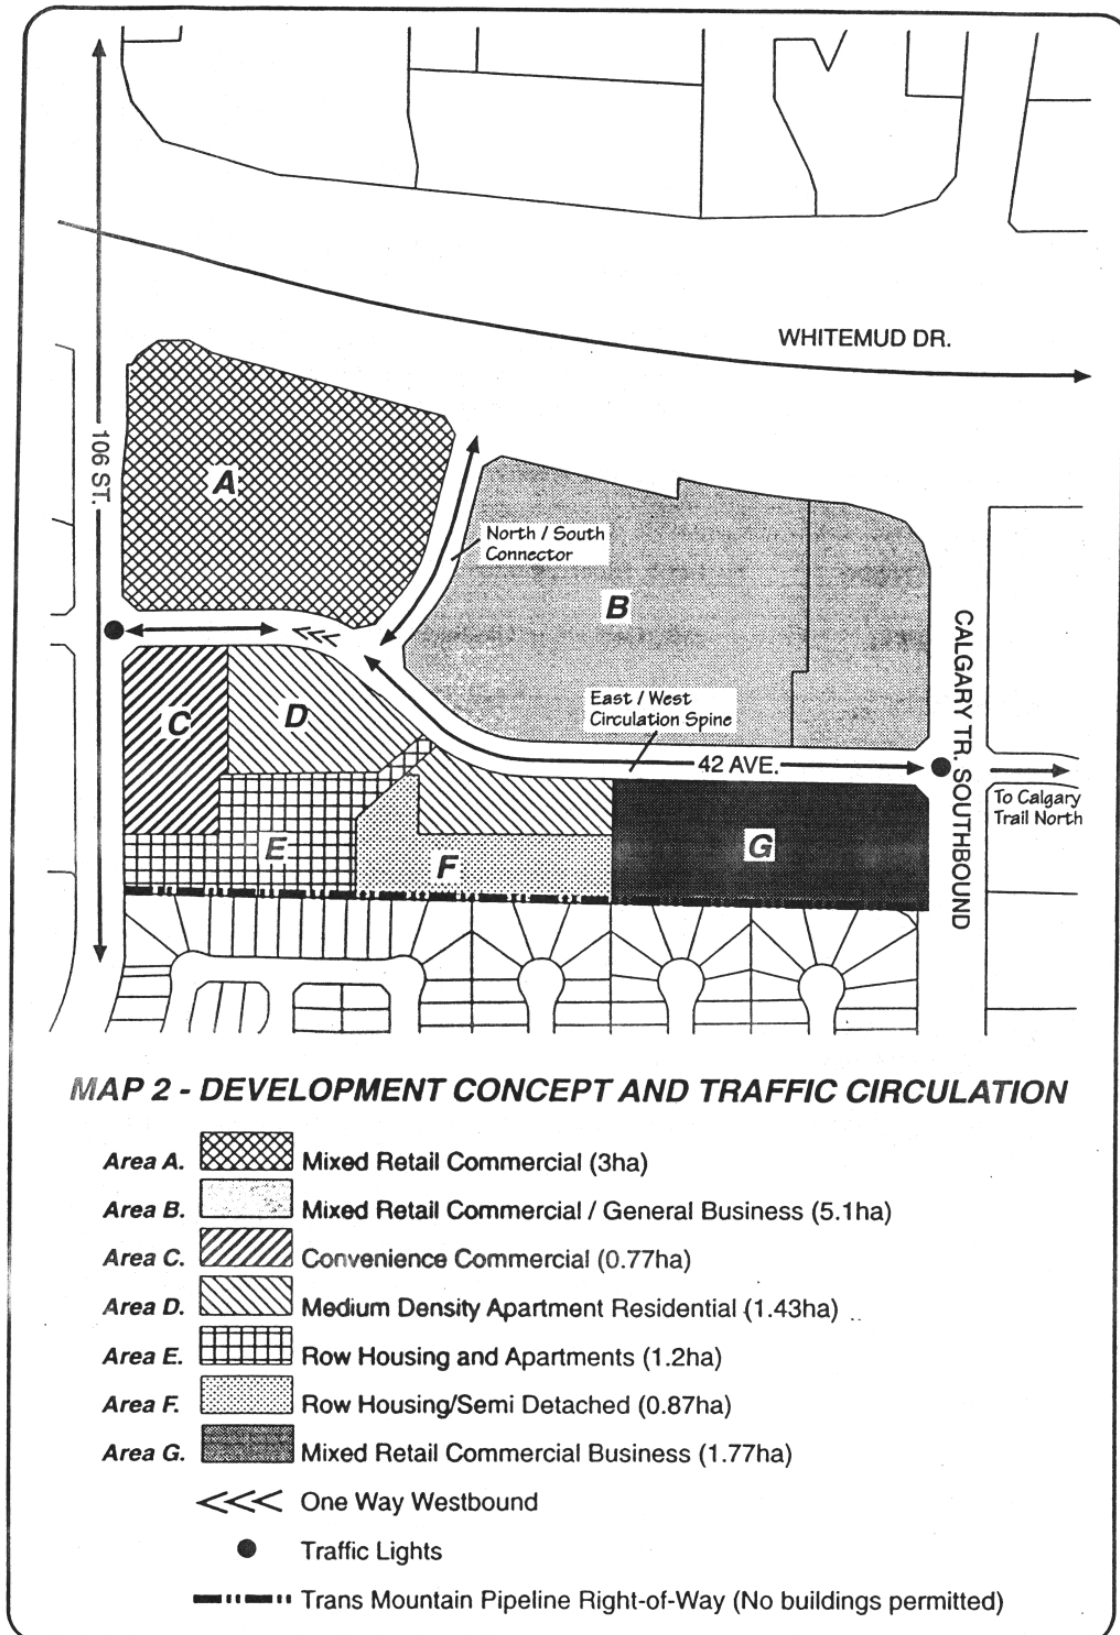 WHITEMUD DR.
106 ST.
A
North / South
Connector
B
CALGARY TR. SOUTHBOUND
C
D
East / West
Circulation Spine
42 AVE.
To Calgary
Trail North
E
F
G
MAP 2 - DEVELOPMENT CONCEPT AND TRAFFIC CIRCULATION
Area A. Mixed Retail Commercial (3ha)
Area B. Mixed Retail Commercial / General Business (5.1ha)
Area C. Convenience Commercial (0.77ha)
Area D. Medium Density Apartment Residential (1.43ha)
Area E. Row Housing and Apartments (1.2ha)
Area F. Row Housing/Semi Detached (0.87ha)
Area G. Mixed Retail Commercial Business (1.77ha)
One Way Westbound
Traffic Lights
Trans Mountain Pipeline Right-of-Way (No buildings permitted)